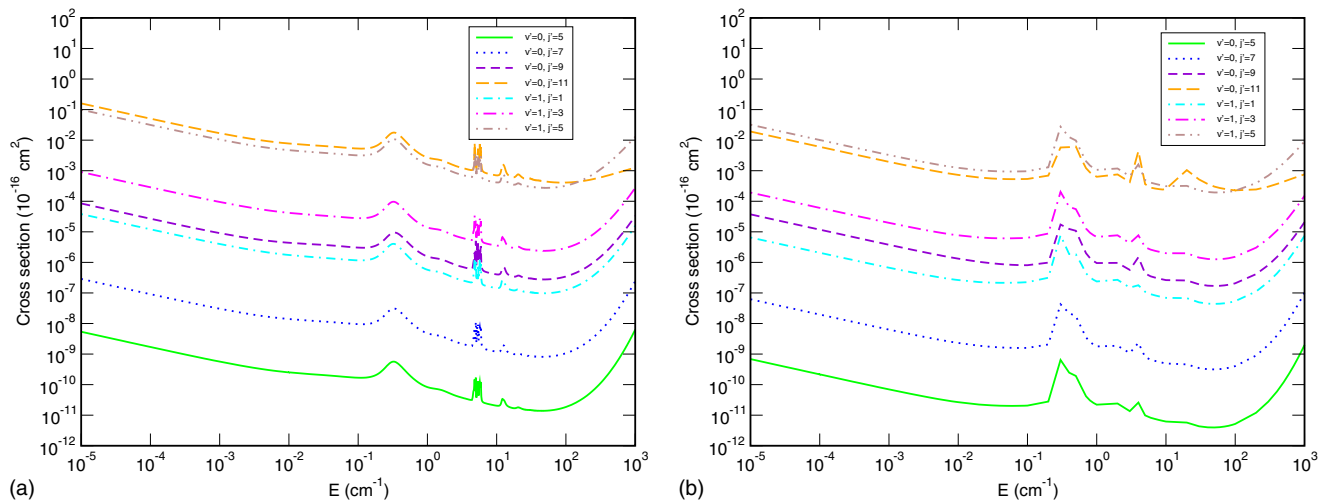 10^2
10^1
10^0
10^-1
10^-2
10^-3
10^-4
10^-5
10^-6
10^-7
10^-8
10^-9
10^-10
10^-11
10^-12
Cross section (10^-16 cm^2)
v'=0, j'=5
v'=0, j'=7
v'=0, j'=9
v'=0, j'=11
v'=1, j'=1
v'=1, j'=3
v'=1, j'=5
10^-5 10^-4 10^-3 10^-2 10^-1 10^0 10^1 10^2 10^3
E (cm^-1)
(a)
10^2
10^1
10^0
10^-1
10^-2
10^-3
10^-4
10^-5
10^-6
10^-7
10^-8
10^-9
10^-10
10^-11
10^-12
Cross section (10^-16 cm^2)
v'=0, j'=5
v'=0, j'=7
v'=0, j'=9
v'=0, j'=11
v'=1, j'=1
v'=1, j'=3
v'=1, j'=5
10^-5 10^-4 10^-3 10^-2 10^-1 10^0 10^1 10^2 10^3
E (cm^-1)
(b)